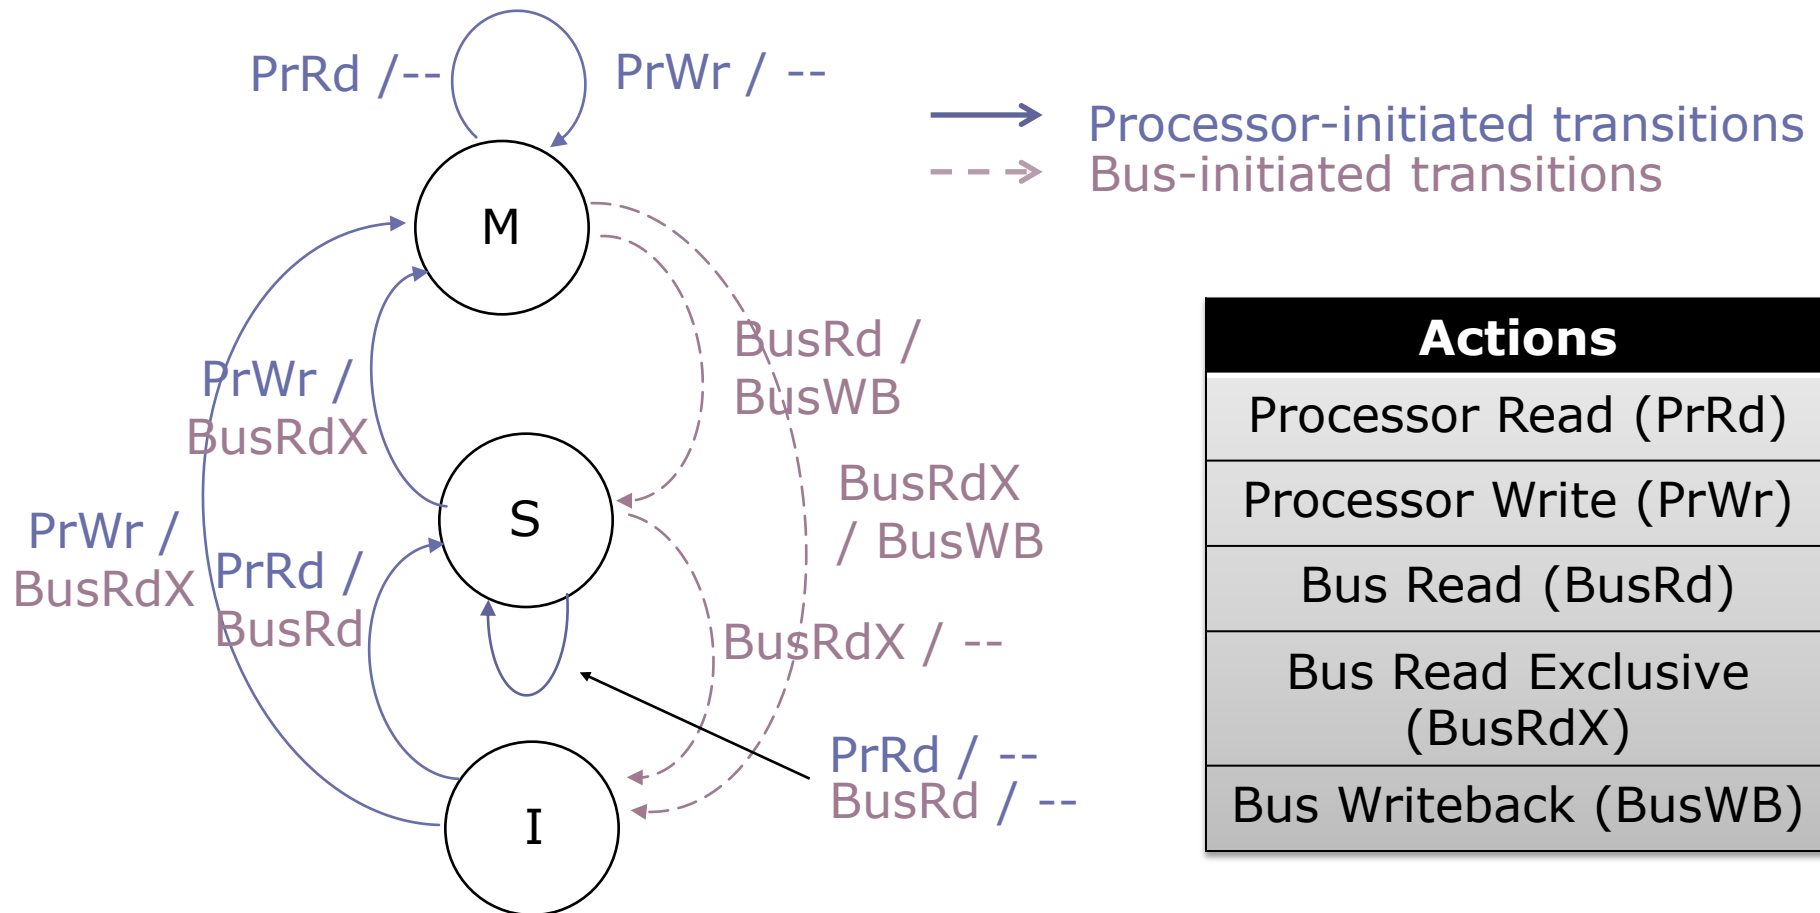 PrRd /--
PrWr / --
Processor-initiated transitions
Bus-initiated transitions
M
BusRd /
BusWB
PrWr /
BusRdX
S
BusRdX
/ BusWB
PrWr /
BusRdX
PrRd /
BusRd
BusRdX / --
PrRd / --
BusRd / --
I
Actions
Processor Read (PrRd)
Processor Write (PrWr)
Bus Read (BusRd)
Bus Read Exclusive
(BusRdX)
Bus Writeback (BusWB)